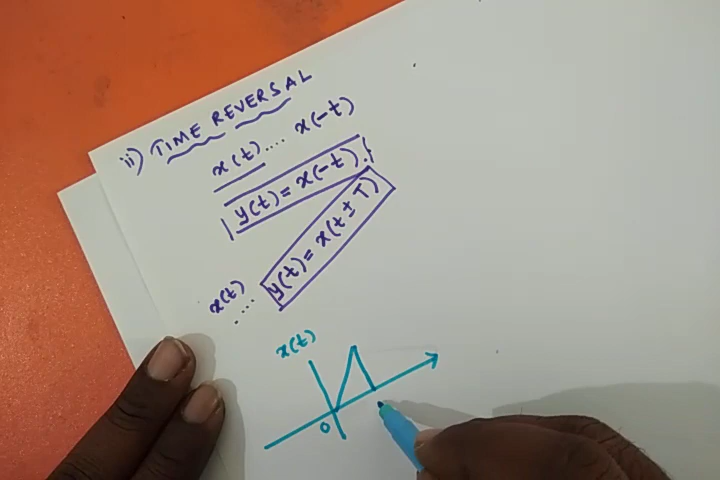 ii) TIME REVERSAL
x(t).... x(-t)
y(t)= x(-t).
x(t) .... y(t)= x(t ± T)
x(t)
0